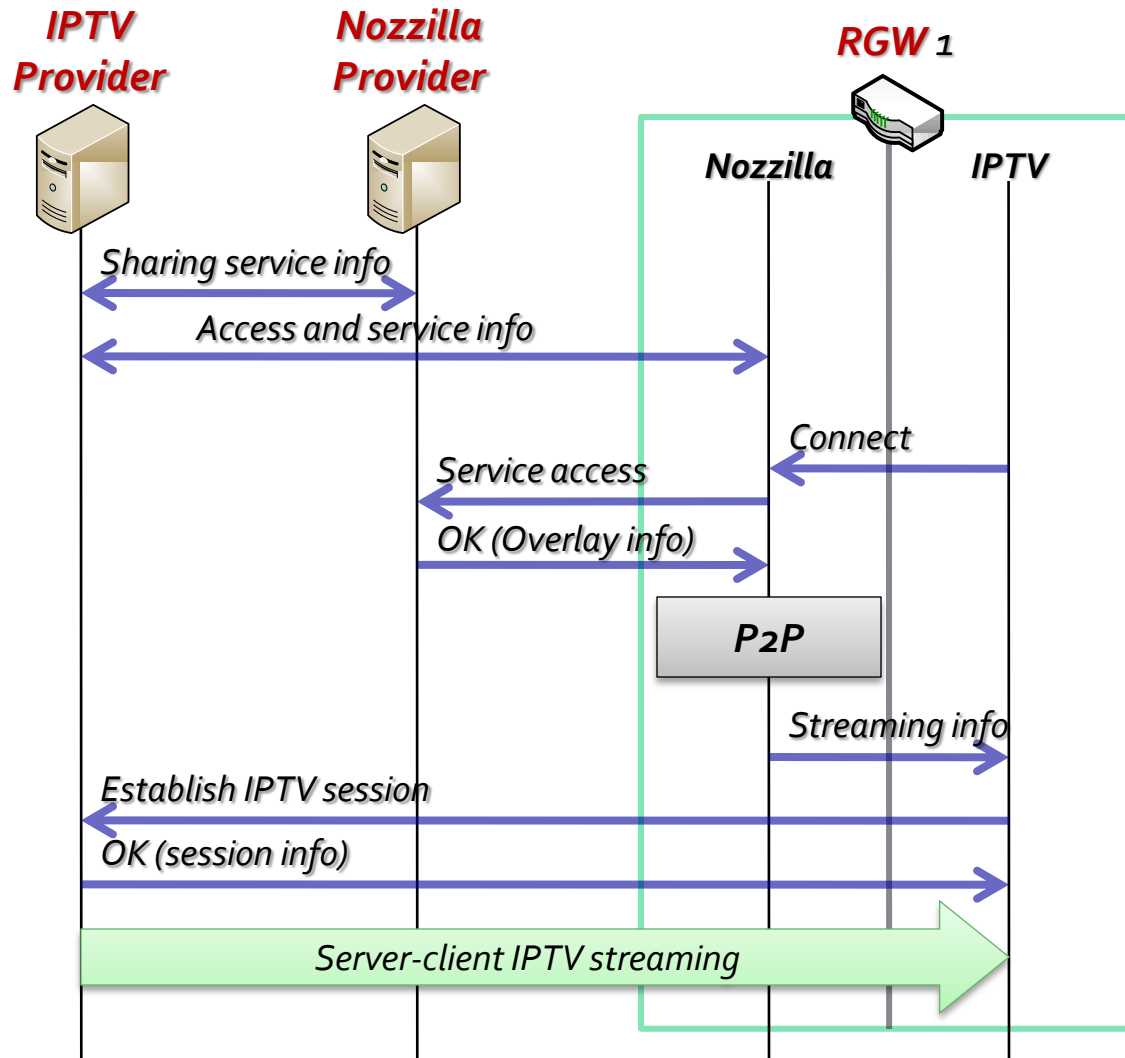 IPTV
Provider
Nozzilla
Provider
RGW 1
Nozzilla
IPTV
Sharing service info
Access and service info
Connect
Service access
OK (Overlay info)
P2P
Streaming info
Establish IPTV session
OK (session info)
Server-client IPTV streaming